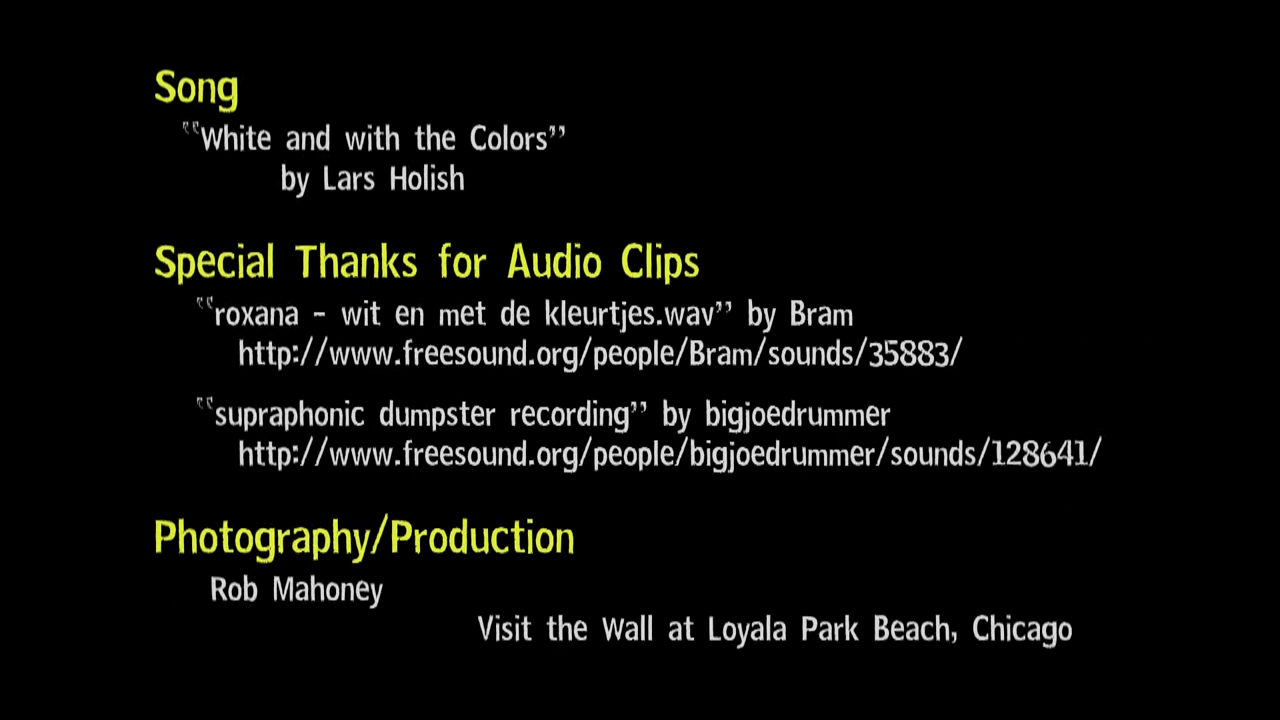 Song
“White and with the Colors”
by Lars Holish
Special Thanks for Audio Clips
“roxana - wit en met de kleurtjes.wav” by Bram
http://www.freesound.org/people/Bram/sounds/35883/
“supraphonic dumpster recording” by bigjoedrummer
http://www.freesound.org/people/bigjoedrummer/sounds/128641/
Photography/Production
Rob Mahoney
Visit the Wall at Loyala Park Beach, Chicago